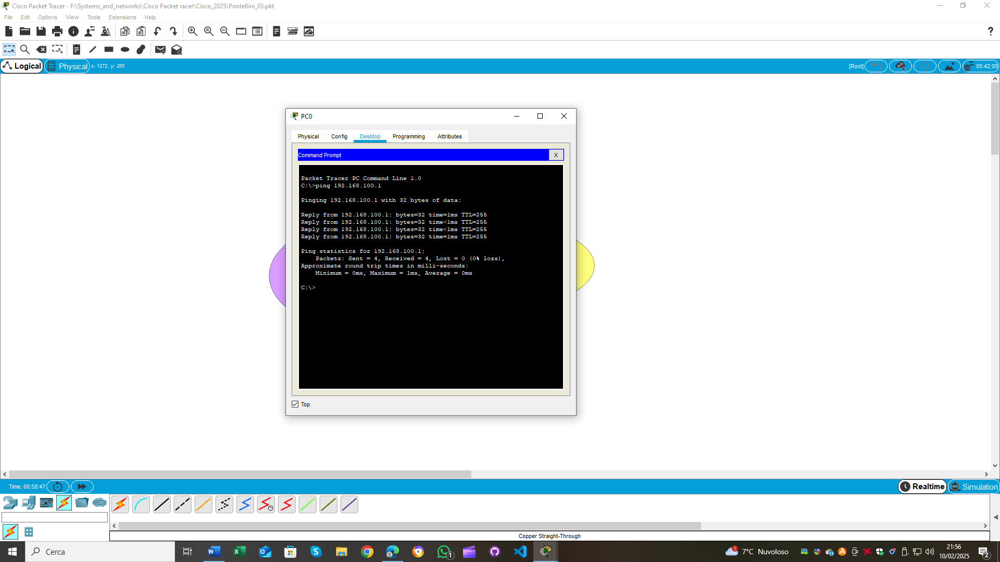 Cisco Packet Tracer - F:\Systems_and_networks\Cisco Packet racer\Cisco_2025\Pontellini_03.pkt
File Edit Options View Tools Extensions Help
?
Logical Physical x: 1272, y: 260 [Root] 05:42:00
PC0
Physical Config Desktop Programming Attributes
Command Prompt X
Packet Tracer PC Command Line 1.0
C:\>ping 192.168.100.1
Pinging 192.168.100.1 with 32 bytes of data:
Reply from 192.168.100.1: bytes=32 time=1ms TTL=255
Reply from 192.168.100.1: bytes=32 time<1ms TTL=255
Reply from 192.168.100.1: bytes=32 time<1ms TTL=255
Reply from 192.168.100.1: bytes=32 time=1ms TTL=255
Ping statistics for 192.168.100.1:
Packets: Sent = 4, Received = 4, Lost = 0 (0% loss),
Approximate round trip times in milli-seconds:
Minimum = 0ms, Maximum = 1ms, Average = 0ms
C:\>
Top
Time: 00:58:47 Realtime Simulation
Copper Straight-Through
Cerca 1 1 7°C Nuvoloso 21:56
10/02/2025 2